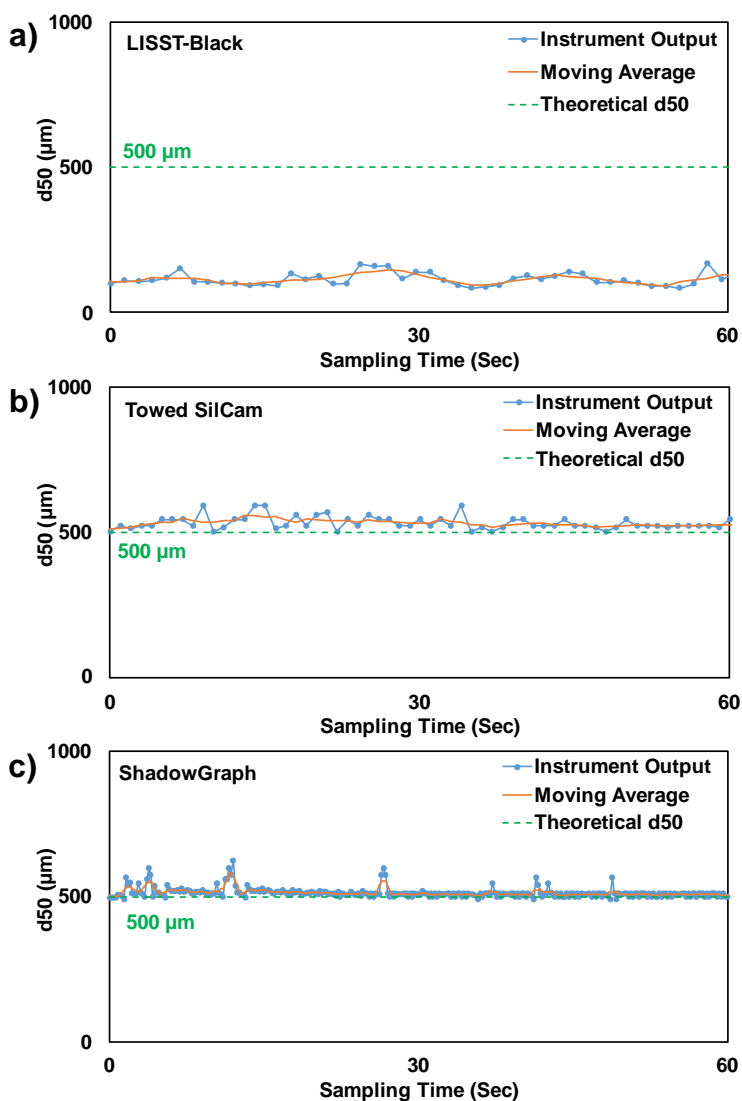 a)
LISST-Black
Instrument Output
Moving Average
Theoretical d50
1000
500
0
d50 (µm)
500 µm
0
30
60
Sampling Time (Sec)
b)
Towed SilCam
Instrument Output
Moving Average
Theoretical d50
1000
500
0
d50 (µm)
500 µm
0
30
60
Sampling Time (Sec)
c)
ShadowGraph
Instrument Output
Moving Average
Theoretical d50
1000
500
0
d50 (µm)
500 µm
0
30
60
Sampling Time (Sec)